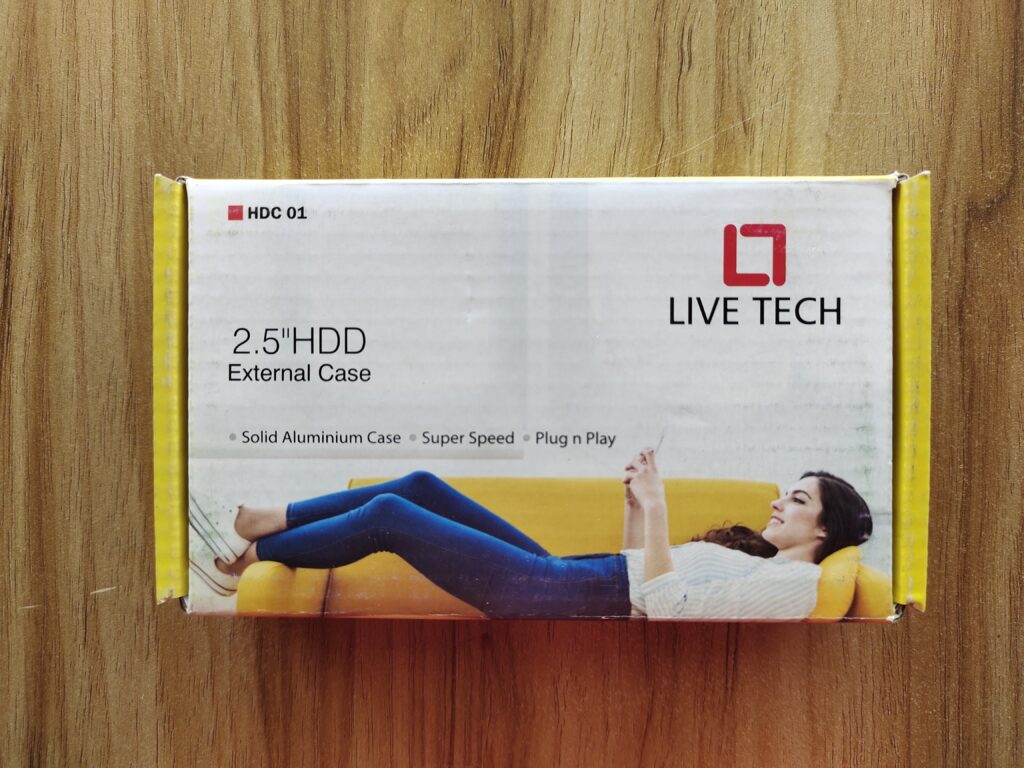 HDC 01
LIVE TECH
2.5"HDD
External Case
• Solid Aluminium Case • Super Speed • Plug n Play